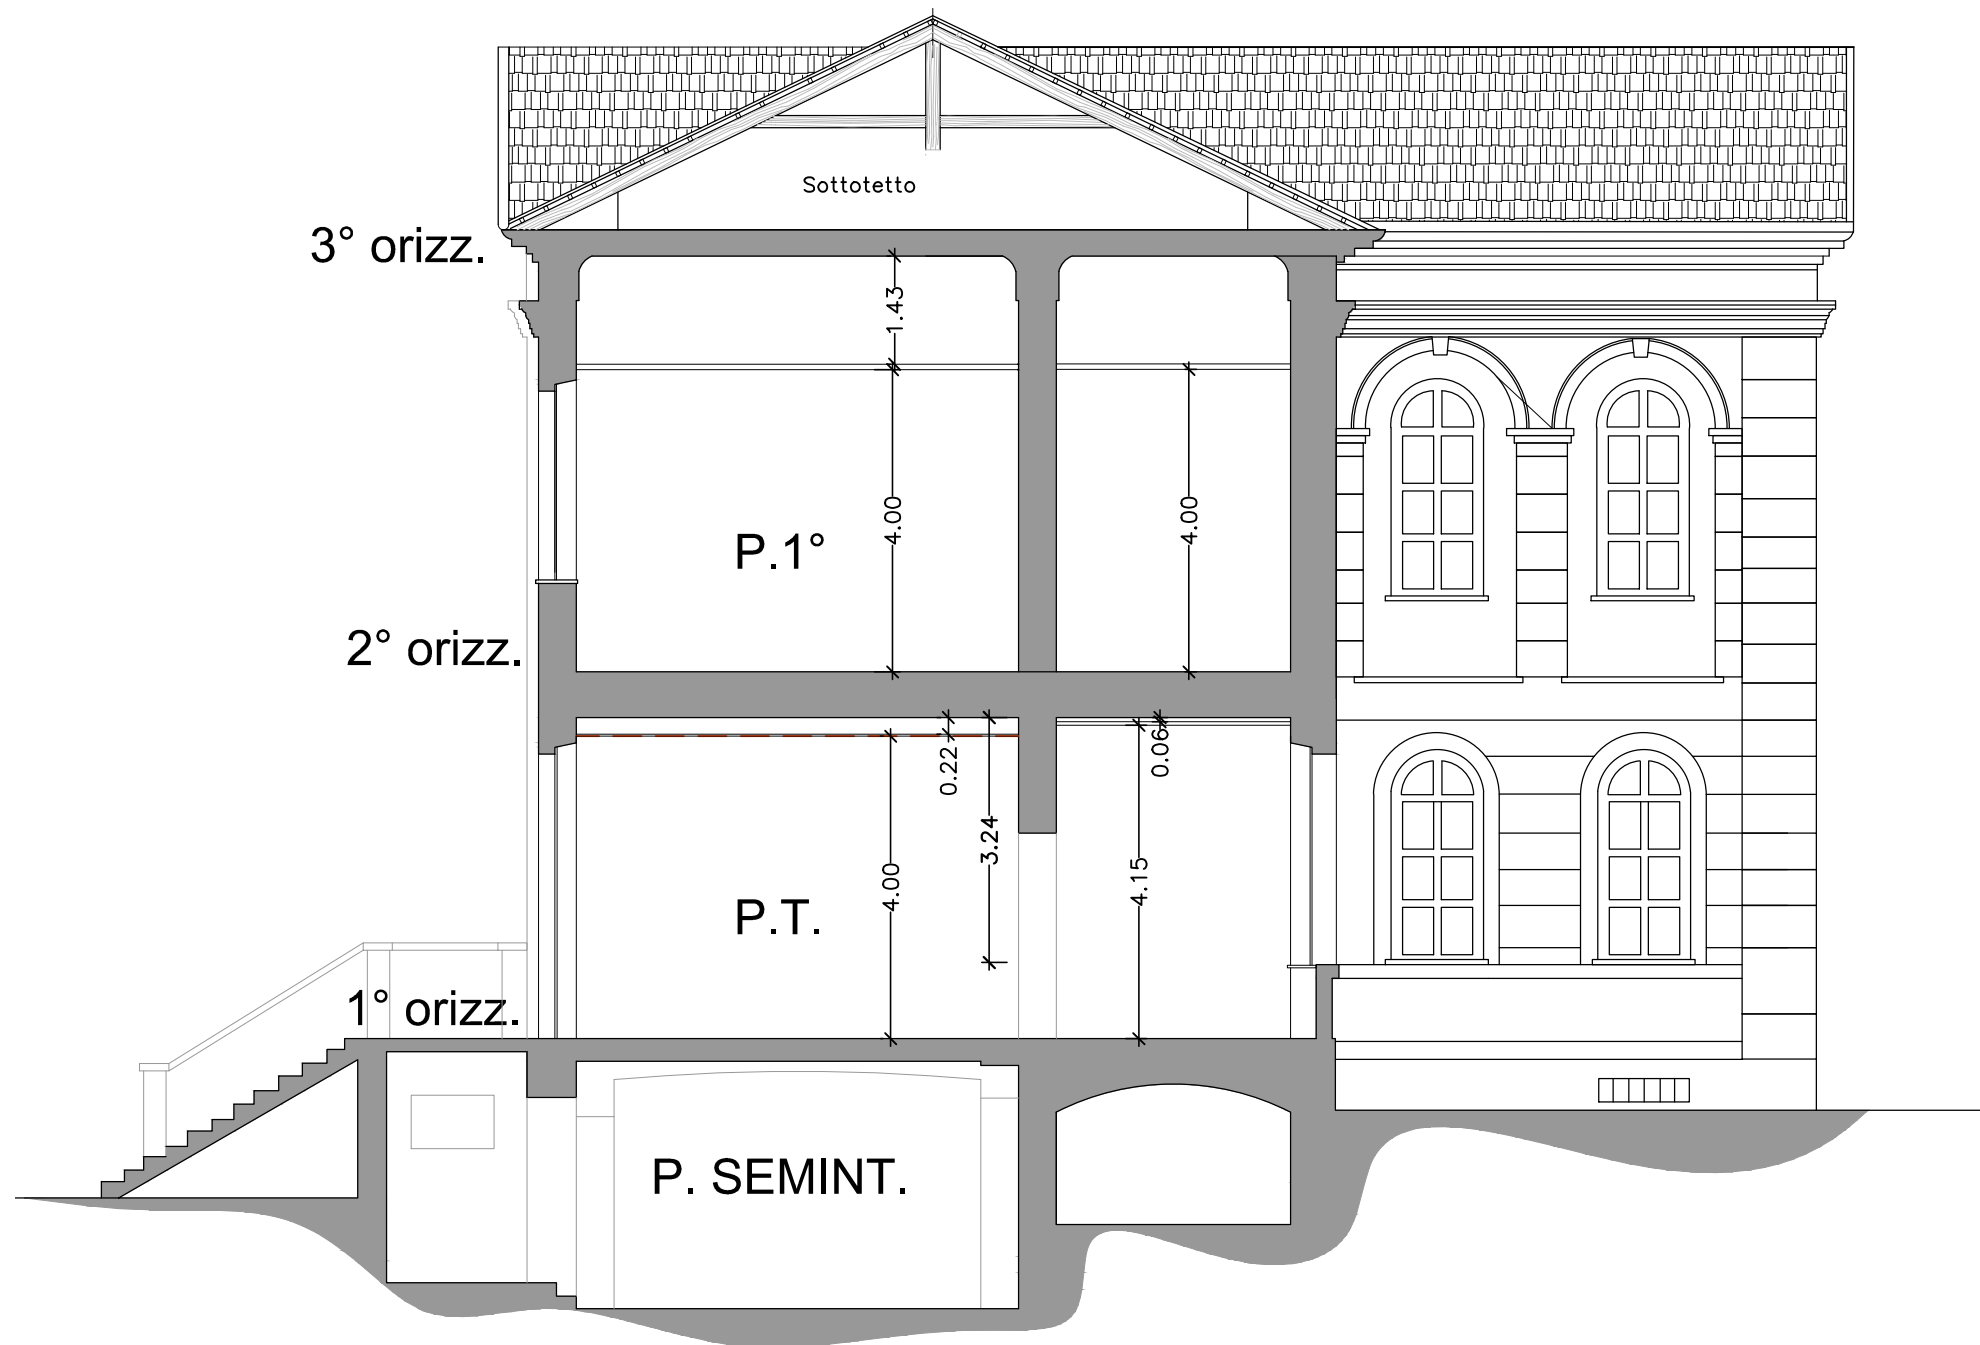 Sottotetto
3° orizz.
1.43
4.00
4.00
P.1°
2° orizz.
0.22
0.06
3.24
4.15
4.00
P.T.
1° orizz.
P. SEMINT.